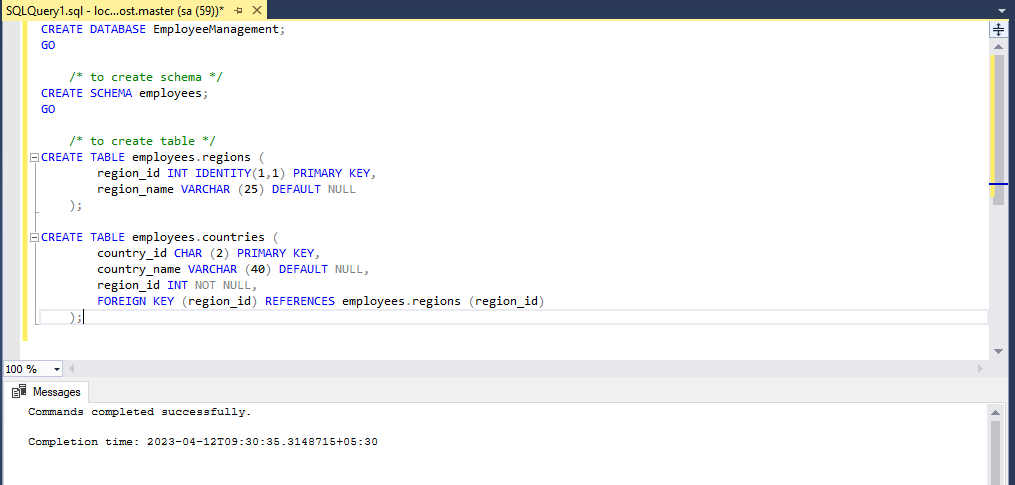 SQLQuery1.sql - loc...ost.master (sa (59))*
CREATE DATABASE EmployeeManagement;
GO
/* to create schema */
CREATE SCHEMA employees;
GO
/* to create table */
CREATE TABLE employees.regions (
region_id INT IDENTITY(1,1) PRIMARY KEY,
region_name VARCHAR (25) DEFAULT NULL
);
CREATE TABLE employees.countries (
country_id CHAR (2) PRIMARY KEY,
country_name VARCHAR (40) DEFAULT NULL,
region_id INT NOT NULL,
FOREIGN KEY (region_id) REFERENCES employees.regions (region_id)
);
100 %
Messages
Commands completed successfully.
Completion time: 2023-04-12T09:30:35.3148715+05:30